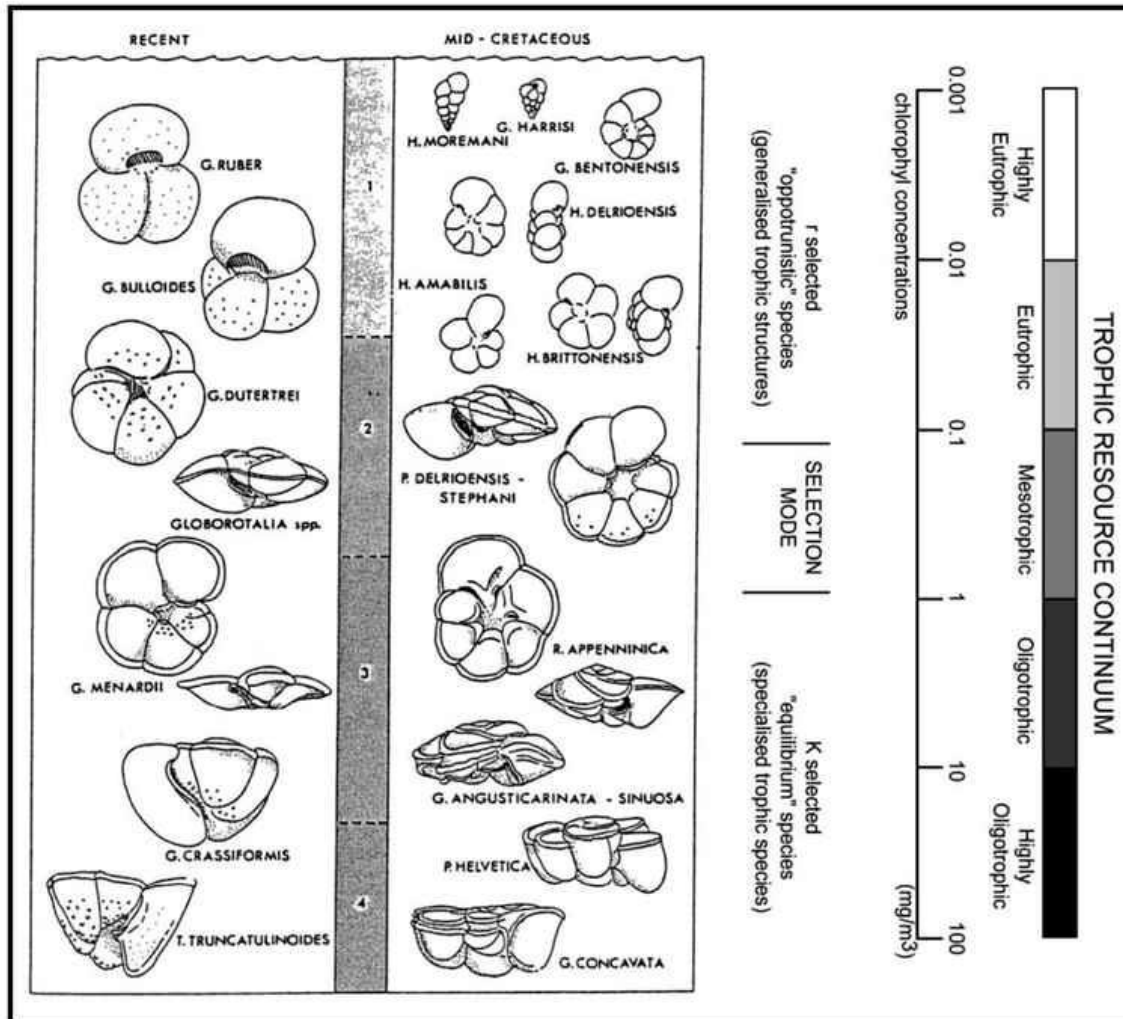 RECENT
MID - CRETACEOUS
G. RUBER
G. BULLOIDES
G. DUTERTREI
GLOBOROTALIA spp.
G. MENARDII
G. CRASSIFORMIS
T. TRUNCATULINOIDES
1
2
3
4
H. MOREMANI
G. HARRISI
G. BENTONENSIS
H. DELRIOENSIS
H. AMABILIS
H. BRITTONENSIS
P. DELRIOENSIS -
STEPHANI
R. APPENNINICA
G. ANGUSTICARINATA - SINUOSA
P. HELVETICA
G. CONCAVATA
r selected
"oppotrunistic" species
(generalised trophic structures)
SELECTION
MODE
K selected
"equilibrium" species
(specialised trophic species)
chlorophyl concentrations
(mg/m3)
0.001
0.01
0.1
1
10
100
Highly
Eutrophic
Eutrophic
Mesotrophic
Oligotrophic
Highly
Oligotrophic
TROPHIC RESOURCE CONTINUUM